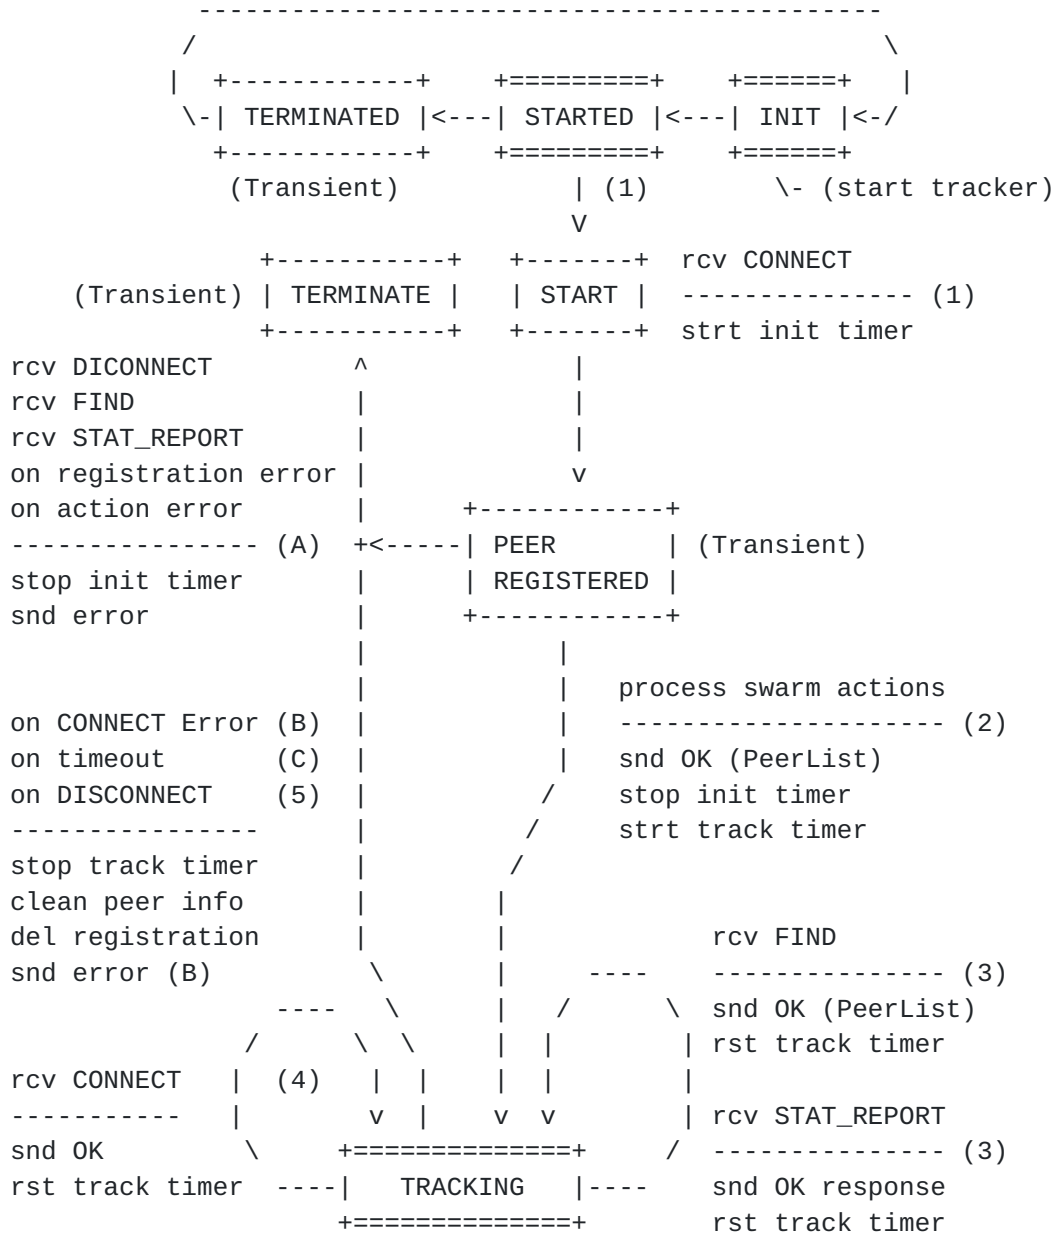 --------------------------------------------
/                                            \
|  +------------+    +=========+    +======+   |
\-| TERMINATED |<---| STARTED |<---| INIT |<-/
+------------+    +=========+    +======+
(Transient)           | (1)        \- (start tracker)
V
+-----------+   +-------+  rcv CONNECT
(Transient) | TERMINATE |   | START |  --------------- (1)
+-----------+   +-------+  strt init timer
rcv DICONNECT         ^             |
rcv FIND              |             |
rcv STAT_REPORT       |             |
on registration error |             v
on action error       |      +------------+
---------------- (A)  +<-----| PEER       | (Transient)
stop init timer       |      | REGISTERED |
snd error             |      +------------+
|            |
|            |   process swarm actions
on CONNECT Error (B)  |            |   --------------------- (2)
on timeout       (C)  |            |   snd OK (PeerList)
on DISCONNECT    (5)  |           /    stop init timer
----------------      |          /     strt track timer
stop track timer      |         /
clean peer info       |        |
del registration      |        |             rcv FIND
snd error (B)          \       |     ----    --------------- (3)
----   \      |   /      \  snd OK (PeerList)
/      \  \     |  |        | rst track timer
rcv CONNECT   |  (4)   |  |    |  |        |
-----------   |        v  |    v  v        | rcv STAT_REPORT
snd OK         \     +==============+     /  --------------- (3)
rst track timer  ----|   TRACKING   |----    snd OK response
+==============+        rst track timer